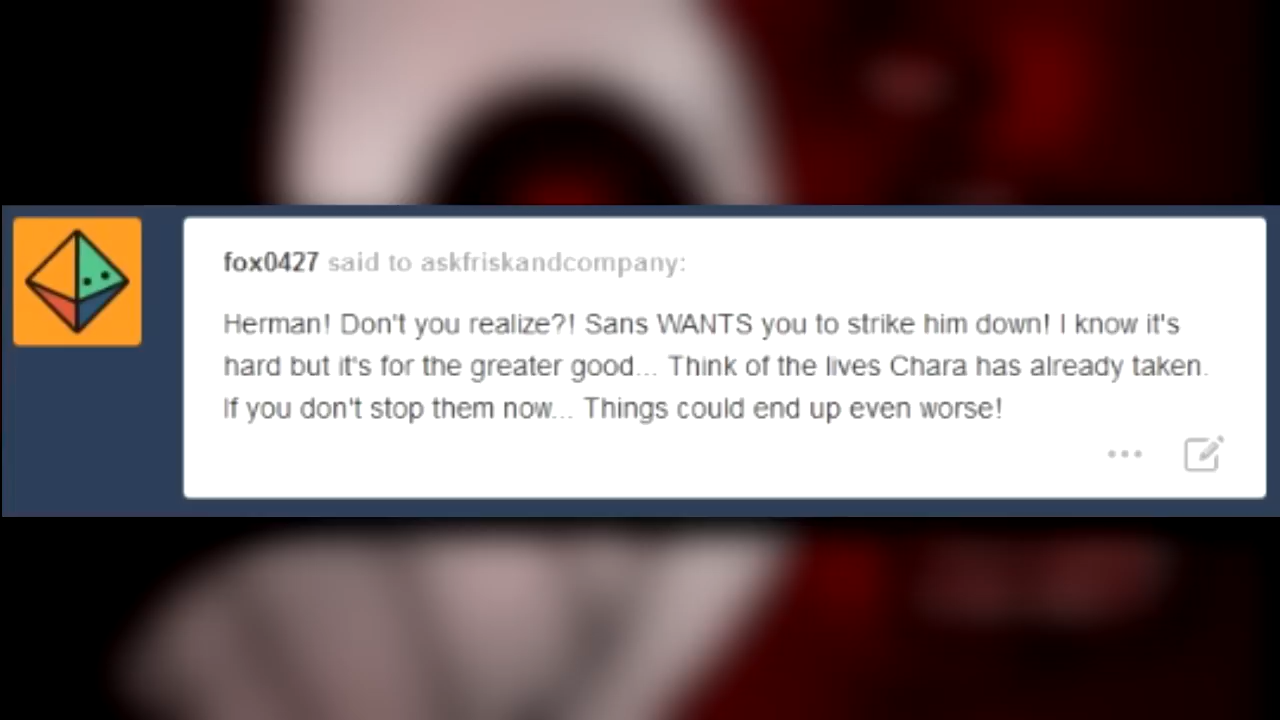 fox0427 said to askfriskandcompany:
Herman! Don't you realize?! Sans WANTS you to strike him down! I know it's
hard but it's for the greater good... Think of the lives Chara has already taken.
If you don't stop them now... Things could end up even worse!